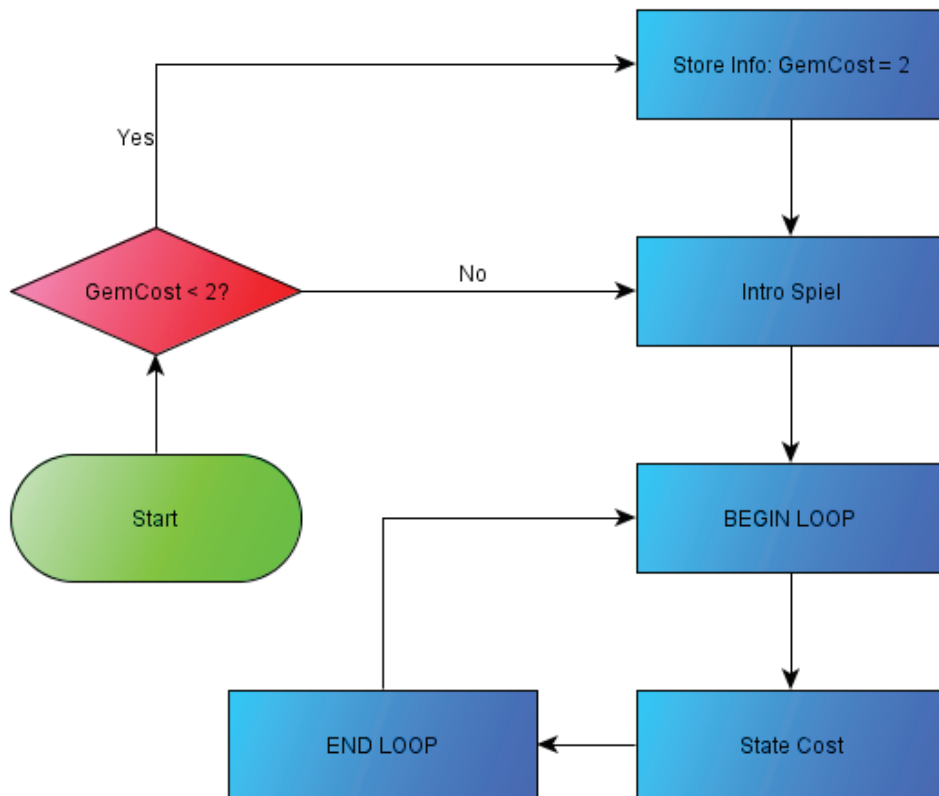 Store Info: GemCost = 2
Yes
GemCost < 2?
No
Intro Spiel
Start
BEGIN LOOP
END LOOP
State Cost